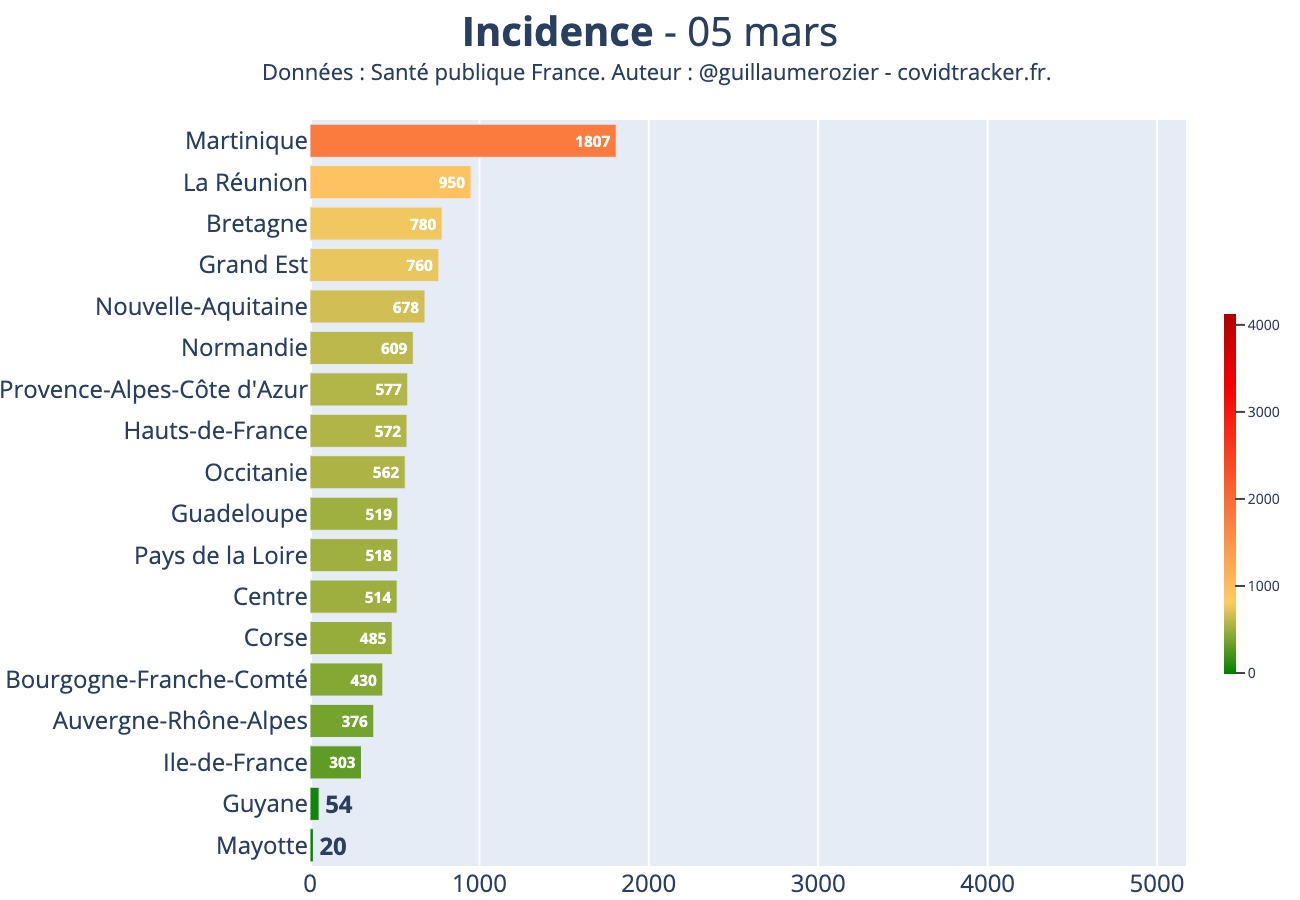 Incidence - 05 mars
Données : Santé publique France. Auteur : @guillaumerozier - covidtracker.fr.
Martinique 1807
La Réunion 950
Bretagne 780
Grand Est 760
Nouvelle-Aquitaine 678
Normandie 609
Provence-Alpes-Côte d'Azur 577
Hauts-de-France 572
Occitanie 562
Guadeloupe 519
Pays de la Loire 518
Centre 514
Corse 485
Bourgogne-Franche-Comté 430
Auvergne-Rhône-Alpes 376
Ile-de-France 303
Guyane 54
Mayotte 20
0 1000 2000 3000 4000 5000
4000
3000
2000
1000
0